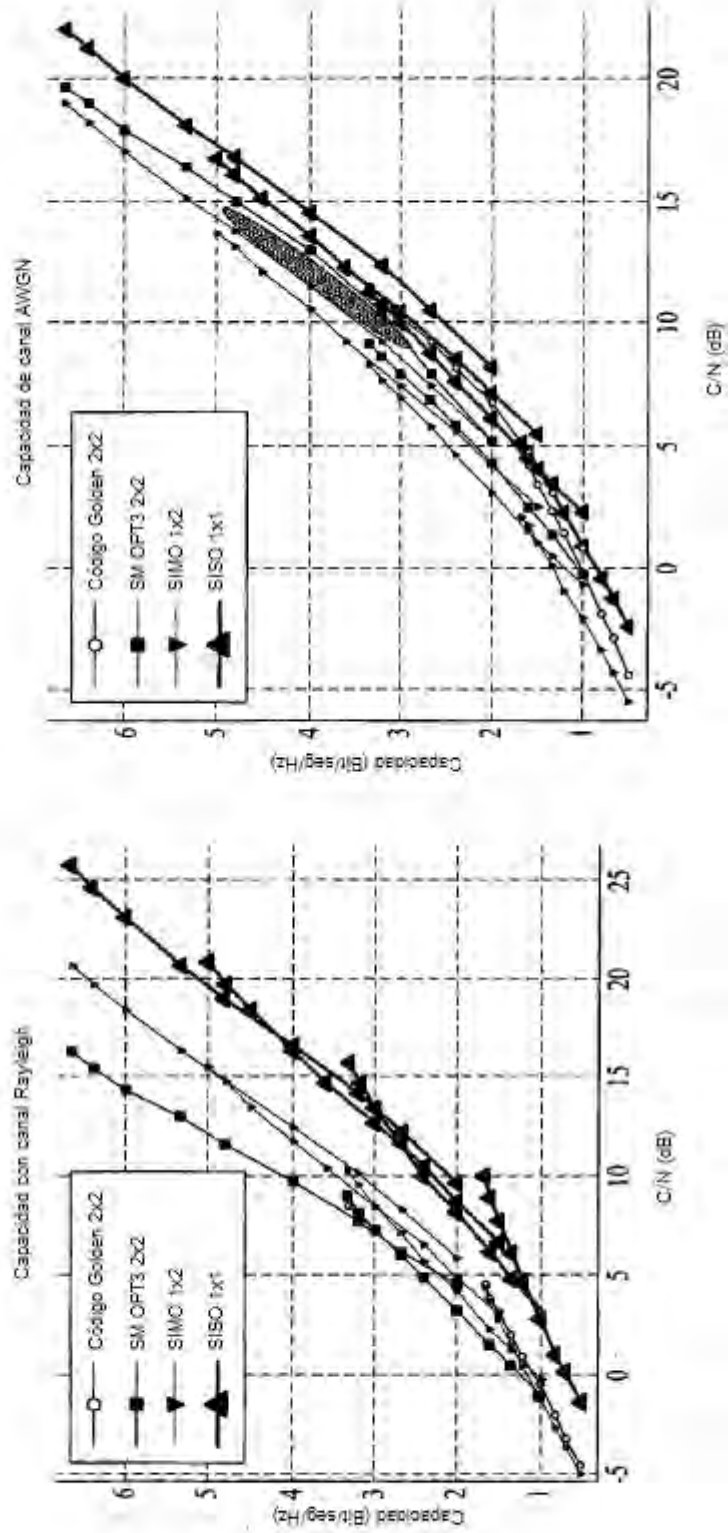 Capacidad con canal Rayleigh
Código Golden 2x2
SM OPT3 2x2
SIMO 1x2
SISO 1x1
Capacidad (Bit/seg/Hz)
6
5
4
3
2
1
-5
0
5
10
15
20
25
C/N (dB)
Capacidad de canal AWGN
Código Golden 2x2
SM OPT3 2x2
SIMO 1x2
SISO 1x1
Capacidad (Bit/seg/Hz)
6
5
4
3
2
1
-5
0
5
10
15
20
C/N (dB)